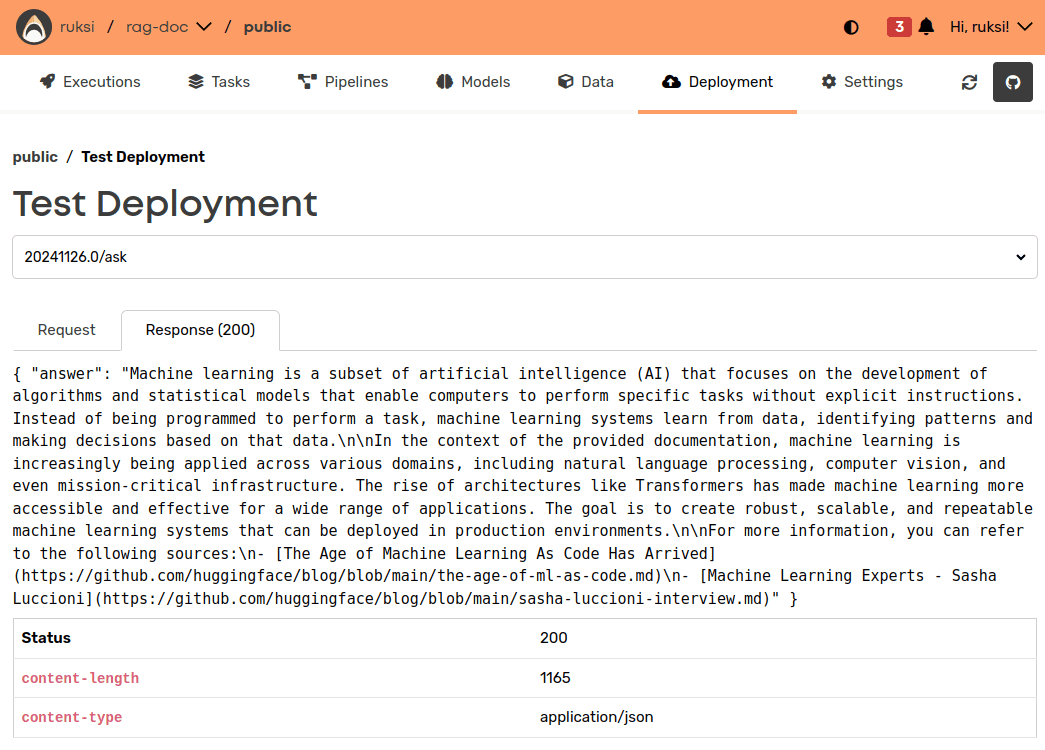 ruksi / rag-doc / public 3 Hi, ruksi!
Executions Tasks Pipelines Models Data Deployment Settings
public / Test Deployment
Test Deployment
20241126.0/ask
Request Response (200)
{ "answer": "Machine learning is a subset of artificial intelligence (AI) that focuses on the development of
algorithms and statistical models that enable computers to perform specific tasks without explicit instructions.
Instead of being programmed to perform a task, machine learning systems learn from data, identifying patterns and
making decisions based on that data.\n\nIn the context of the provided documentation, machine learning is
increasingly being applied across various domains, including natural language processing, computer vision, and
even mission-critical infrastructure. The rise of architectures like Transformers has made machine learning more
accessible and effective for a wide range of applications. The goal is to create robust, scalable, and repeatable
machine learning systems that can be deployed in production environments.\n\nFor more information, you can refer
to the following sources:\n- [The Age of Machine Learning As Code Has Arrived]
(https://github.com/huggingface/blog/blob/main/the-age-of-ml-as-code.md)\n- [Machine Learning Experts - Sasha
Luccioni](https://github.com/huggingface/blog/blob/main/sasha-luccioni-interview.md)" }
Status 200
content-length 1165
content-type application/json